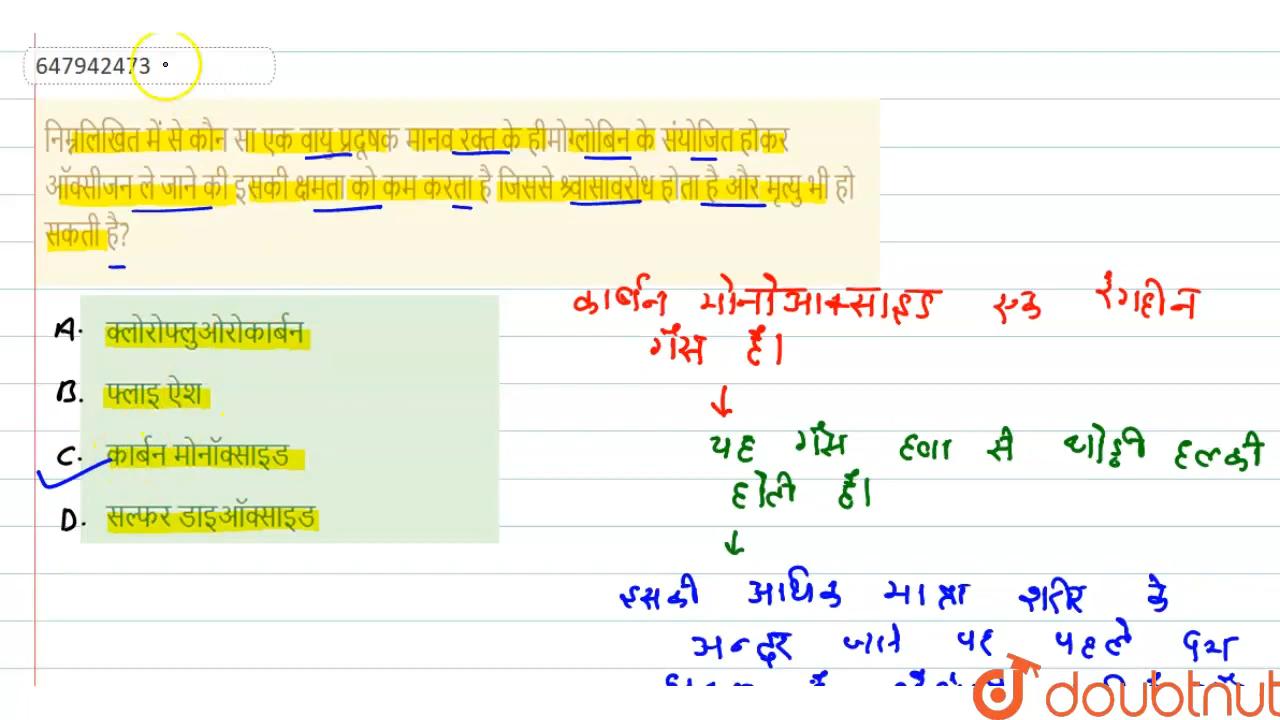 647942473
निम्नलिखित में से कौन सा एक वायु प्रदूषक मानव रक्त के हीमोग्लोबिन के संयोजित होकर
ऑक्सीजन ले जाने की इसकी क्षमता को कम करता है जिससे श्वासावरोध होता है और मृत्यु भी हो
सकती है?
A. क्लोरोफ्लुओरोकार्बन
B. फ्लाइ ऐश
C. कार्बन मोनॉक्साइड
D. सल्फर डाइऑक्साइड
कार्बन मोनोआक्साइड एक रंगहीन
गैस है।
↓
यह गैस हवा से थोड़ी हलकी
होती है।
↓
इसकी अधिक मात्रा शरीर के
अन्दर जाने पर पहले
doubtnut